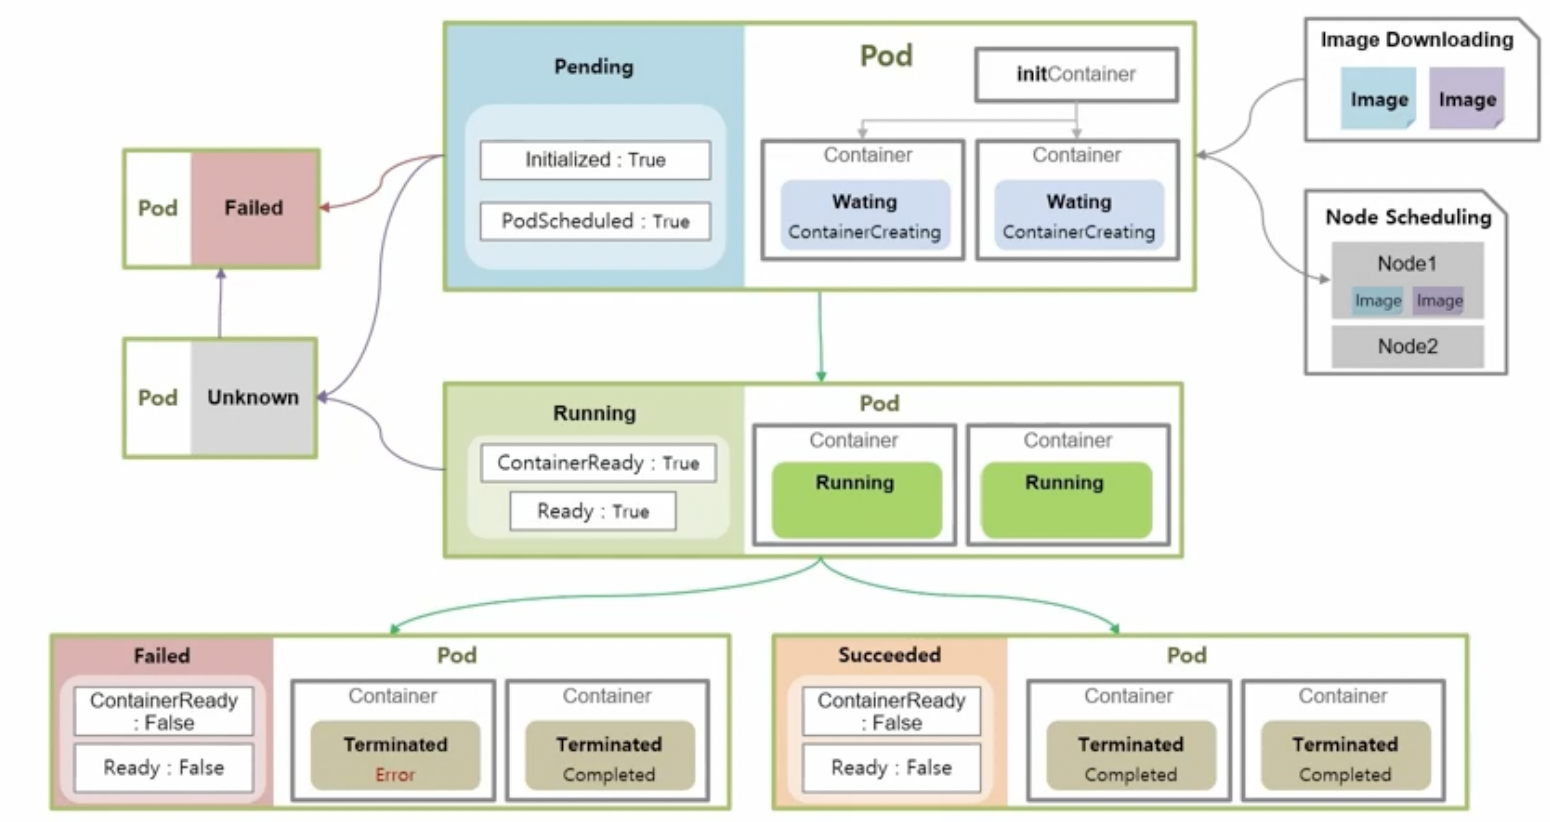 Pending
Initialized : True
PodScheduled : True
Pod
initContainer
Container
Wating
ContainerCreating
Container
Wating
ContainerCreating
Image Downloading
Image Image
Node Scheduling
Node1
Image Image
Node2
Pod Failed
Pod Unknown
Running
ContainerReady : True
Ready : True
Pod
Container
Running
Container
Running
Failed
ContainerReady
: False
Ready : False
Pod
Container
Terminated
Error
Container
Terminated
Completed
Succeeded
ContainerReady
: False
Ready : False
Pod
Container
Terminated
Completed
Container
Terminated
Completed